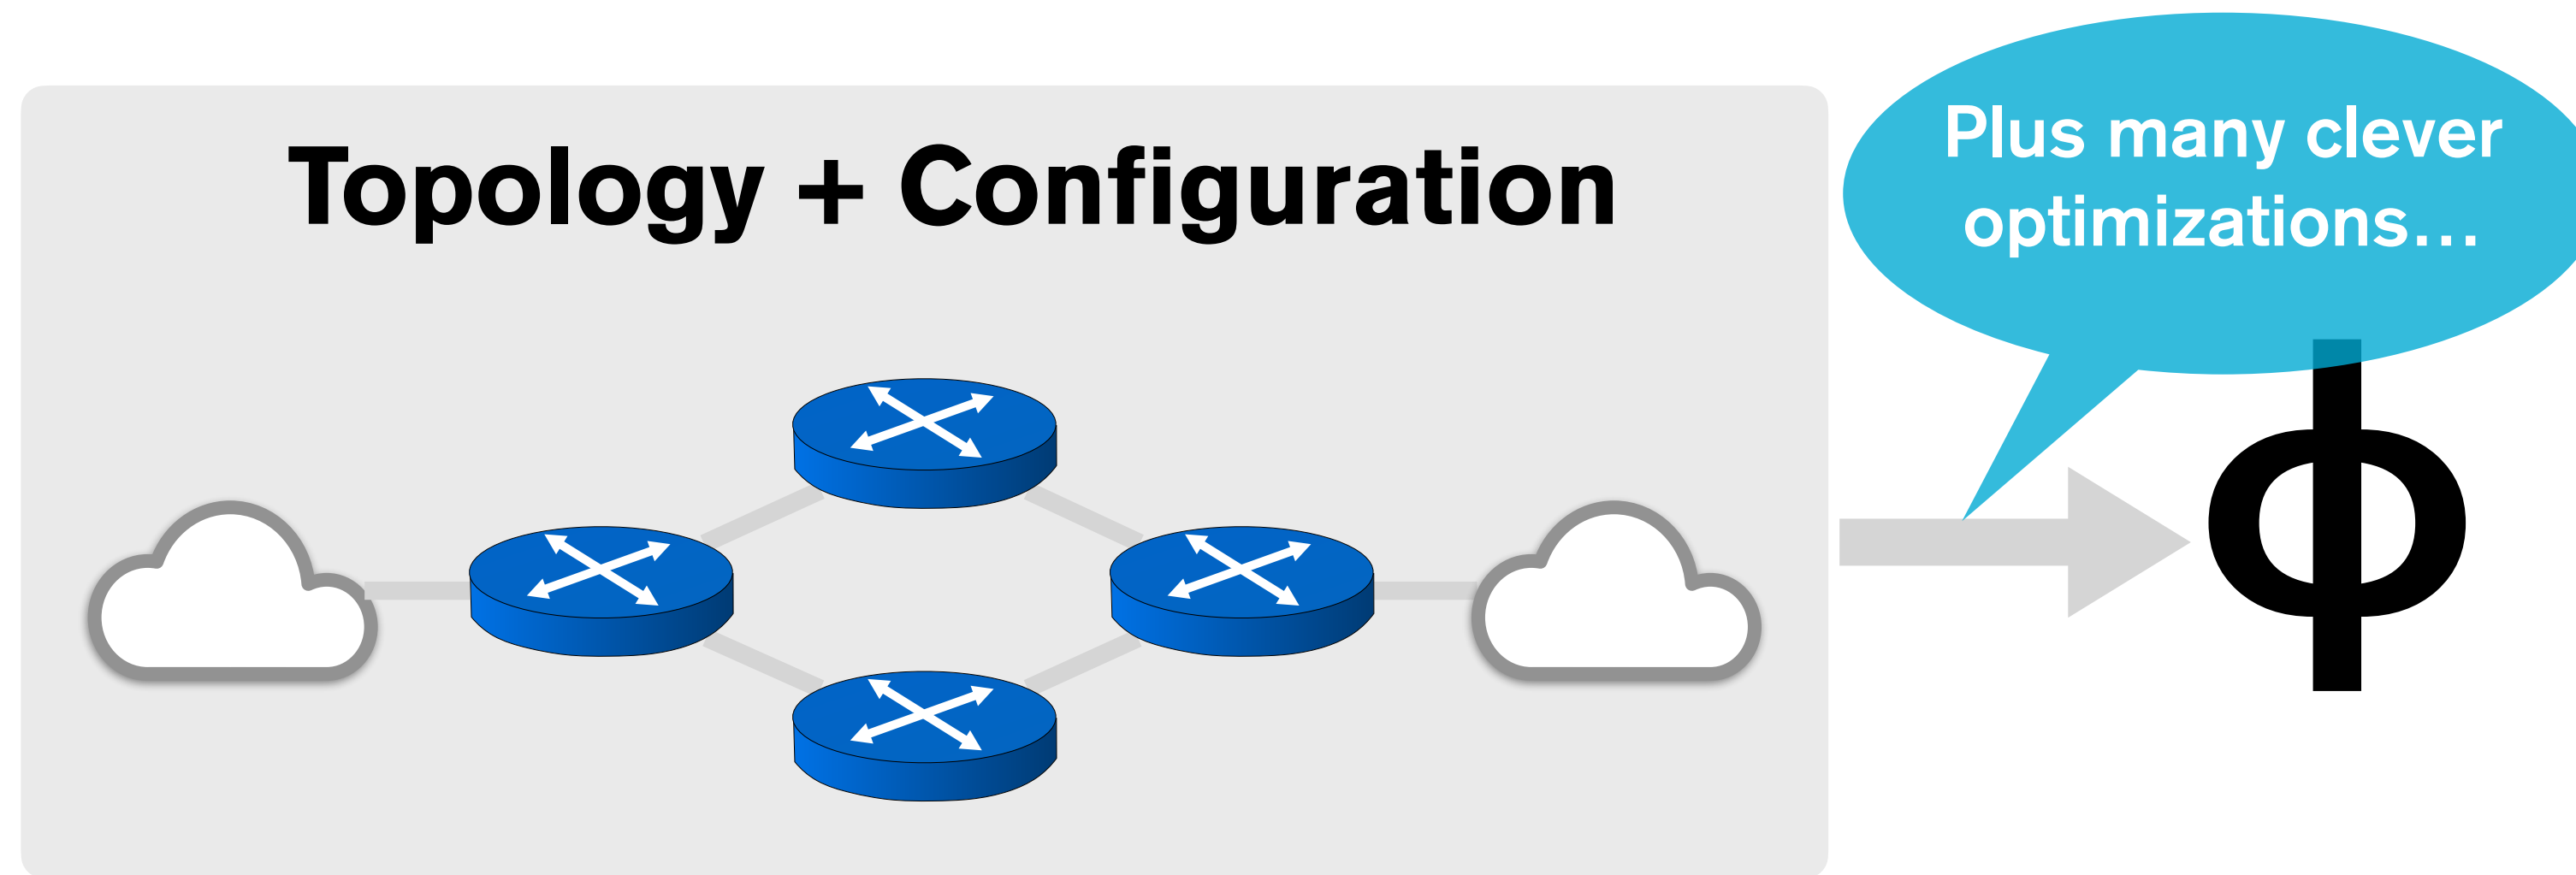 Topology + Configuration
Plus many clever
optimizations…
ϕ